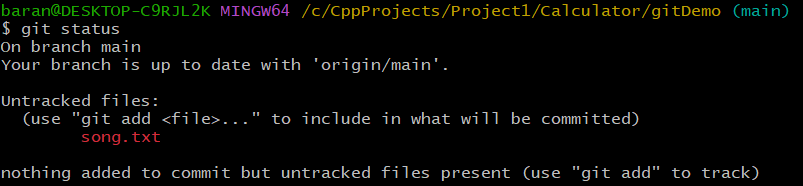 baran@DESKTOP-C9RJL2K MINGW64 /c/CppProjects/Project1/Calculator/gitDemo (main)
$ git status
On branch main
Your branch is up to date with 'origin/main'.
Untracked files:
(use "git add <file>..." to include in what will be committed)
song.txt
nothing added to commit but untracked files present (use "git add" to track)